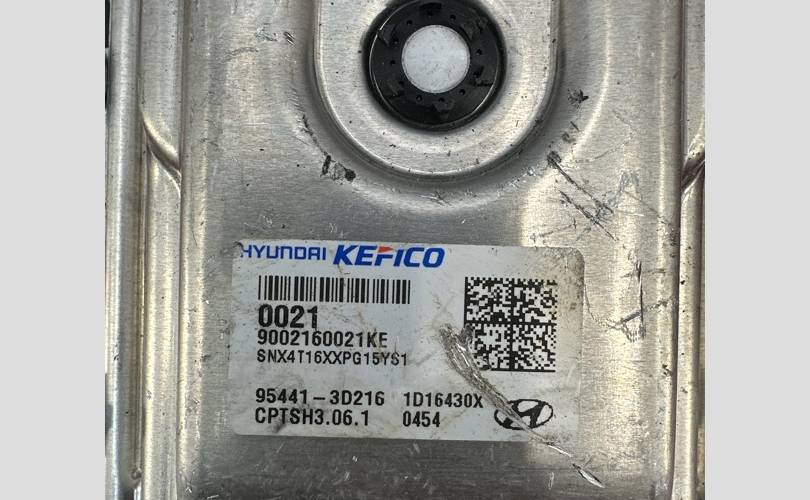 HYUNDAI KEFICO
0021
9002160021KE
SNX4T16XXPG15YS1
95441-3D216 1D16430X
CPTSH3.06.1 0454